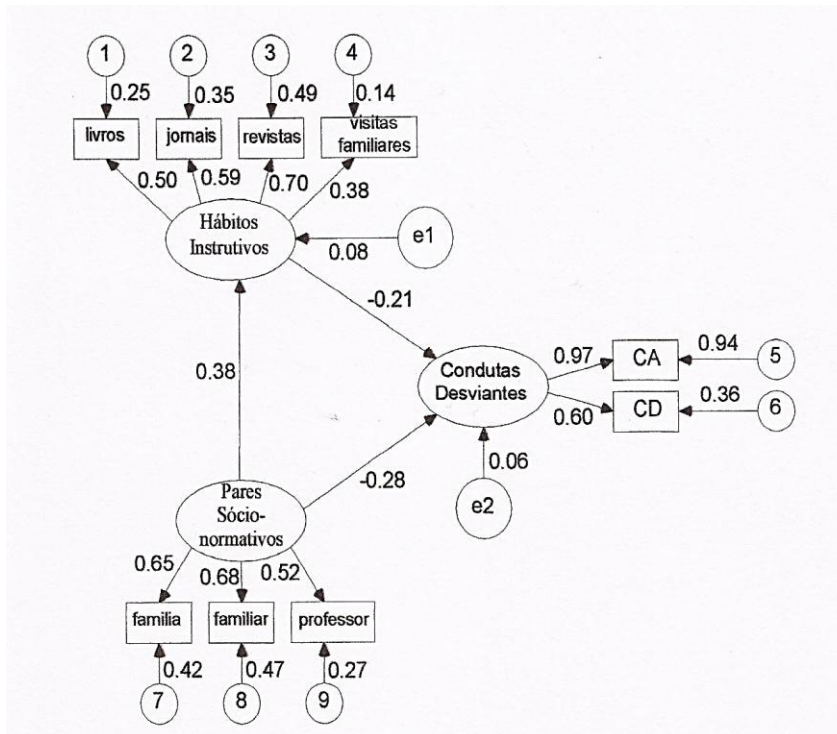 1 2 3 4
0.25 0.35 0.49 0.14
livros jornais revistas visitas
familiares
0.50 0.59 0.70 0.38
Hábitos
Instrutivos
e1
0.08
-0.21
0.38
Condutas
Desviantes
0.97 CA 0.94 5
0.60 CD 0.36 6
0.06
e2
-0.28
Pares
Sócio-
normativos
0.65 0.68 0.52
familia familiar professor
0.42 0.47 0.27
7 8 9